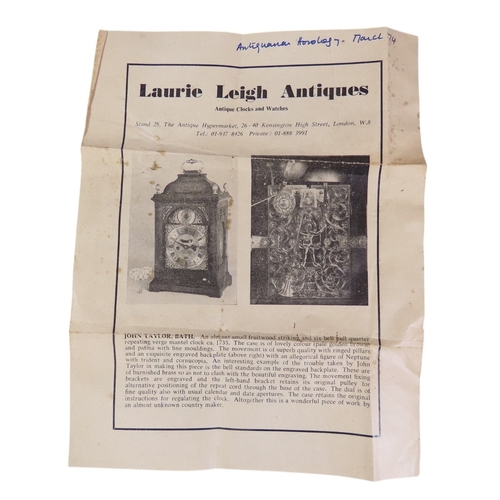 Antiquarian Horology - March 74
Laurie Leigh Antiques
Antique Clocks and Watches
Stand 25, The Antique Hypermarket, 26-40 Kensington High Street, London, W.8
Tel.: 01-937 8426 Private: 01-888 3991
JOHN TAYLOR, BATH. An almost small fruitwood striking and six bell pull quarter
repeating verge mantel clock ca. 1735. The case is of lovely colour (pale golden brown)
and patina with fine mouldings. The movement is of superb quality with ringed pillars
and an exquisite engraved backplate (above right) with an allegorical figure of Neptune
with trident and cornucopia. An interesting example of the trouble taken by John
Taylor in making this piece is the bell standards on the engraved backplate. These are
of burnished steel so as not to clash with the beautiful engraving. The movement fixing
brackets are engraved and the left-hand bracket retains its original pulley for
alternative positioning of the repeat cord through the base of the case. The dial is of
fine quality also with usual calendar and date apertures. The case retains the original
instructions for regulating the clock. Altogether this is a wonderful piece of work by
an almost unknown country maker.